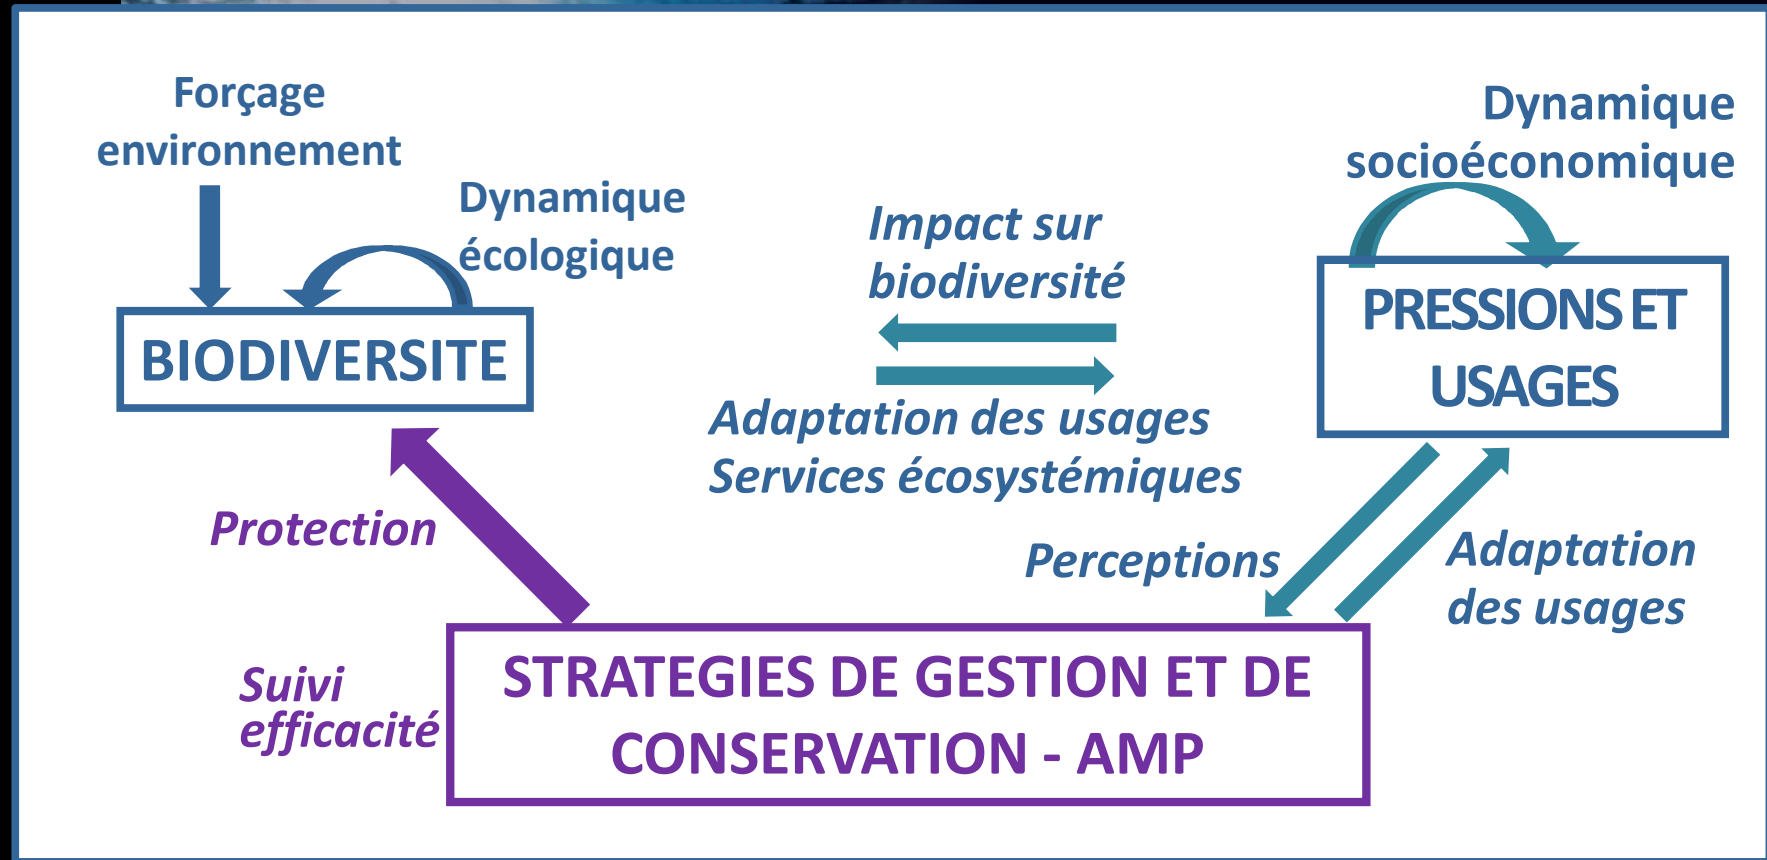 Forçage
environnement
Dynamique
écologique
BIODIVERSITE
Impact sur
biodiversité
Adaptation des usages
Services écosystémiques
Dynamique
socioéconomique
PRESSIONS ET
USAGES
Protection
Perceptions
Adaptation
des usages
Suivi
efficacité
STRATEGIES DE GESTION ET DE
CONSERVATION - AMP